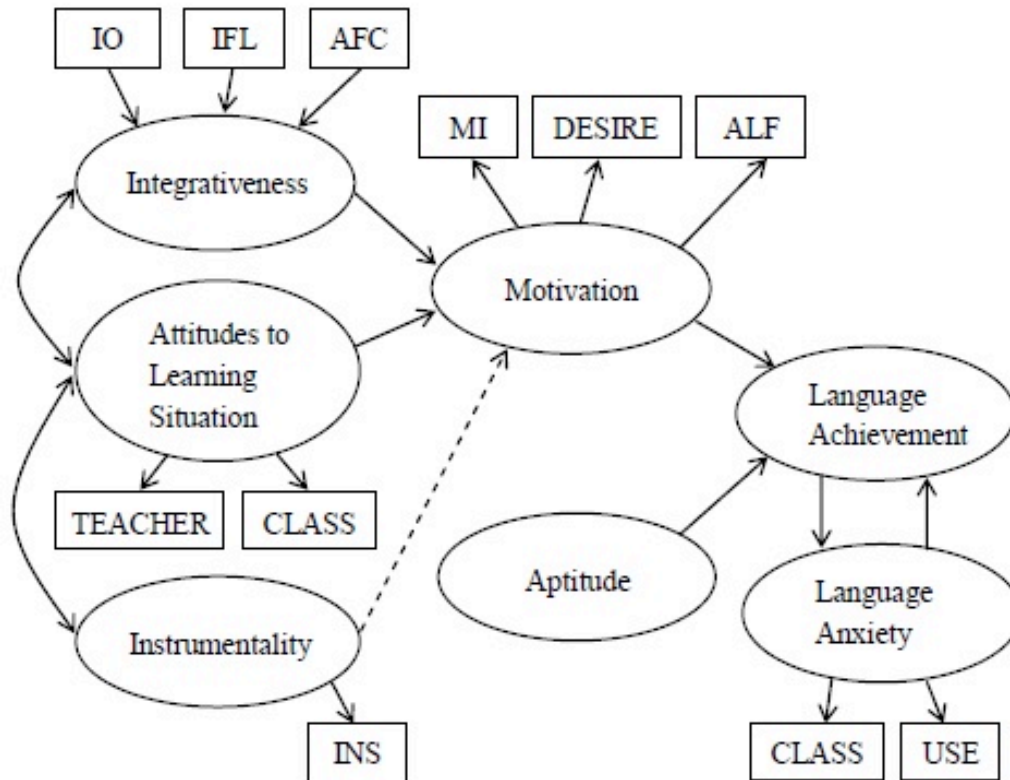 IO
IFL
AFC
MI
DESIRE
ALF
Integrativeness
Motivation
Attitudes to
Learning
Situation
Language
Achievement
TEACHER
CLASS
Aptitude
Language
Anxiety
Instrumentality
INS
CLASS
USE